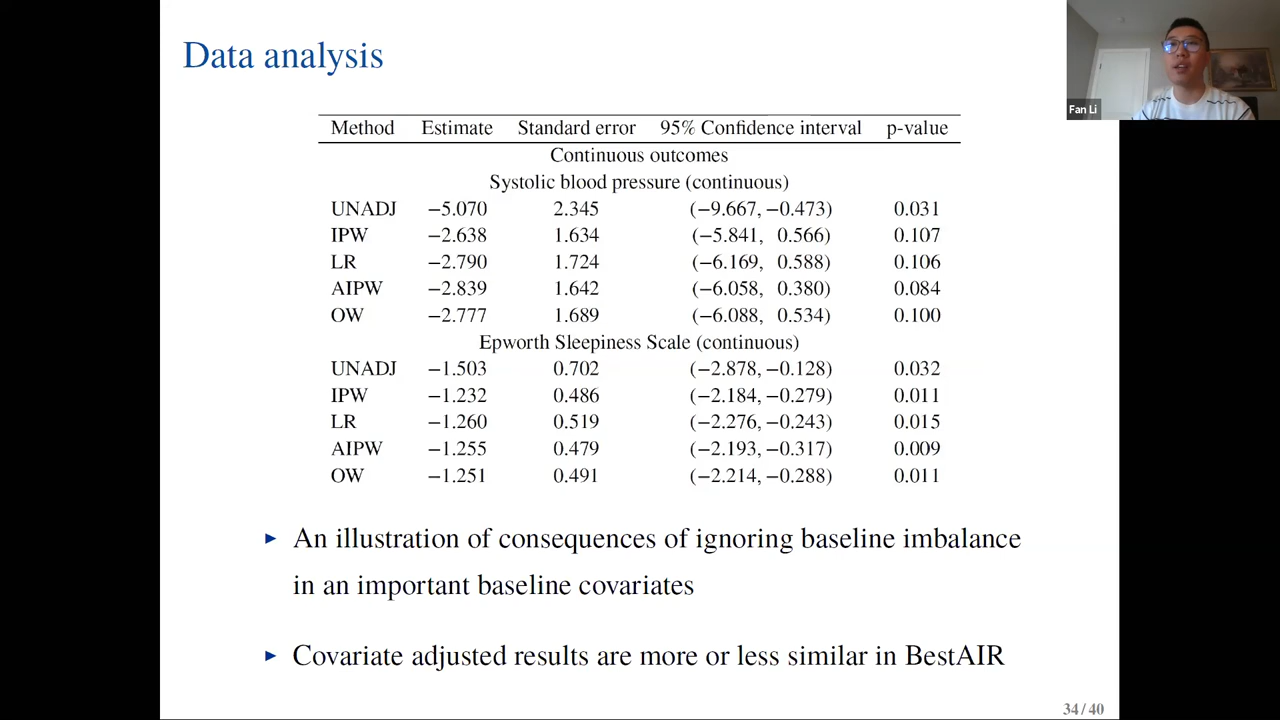 Data analysis
Fan Li
Method Estimate Standard error 95% Confidence interval p-value
Continuous outcomes
Systolic blood pressure (continuous)
UNADJ −5.070 2.345 (−9.667, −0.473) 0.031
IPW −2.638 1.634 (−5.841, 0.566) 0.107
LR −2.790 1.724 (−6.169, 0.588) 0.106
AIPW −2.839 1.642 (−6.058, 0.380) 0.084
OW −2.777 1.689 (−6.088, 0.534) 0.100
Epworth Sleepiness Scale (continuous)
UNADJ −1.503 0.702 (−2.878, −0.128) 0.032
IPW −1.232 0.486 (−2.184, −0.279) 0.011
LR −1.260 0.519 (−2.276, −0.243) 0.015
AIPW −1.255 0.479 (−2.193, −0.317) 0.009
OW −1.251 0.491 (−2.214, −0.288) 0.011
▶ An illustration of consequences of ignoring baseline imbalance
in an important baseline covariates
▶ Covariate adjusted results are more or less similar in BestAIR
34 / 40